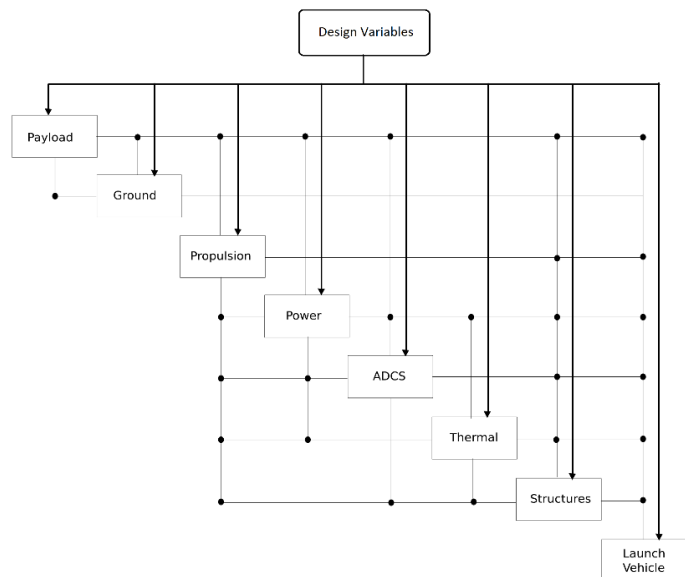 Design Variables
Payload
Ground
Propulsion
Power
ADCS
Thermal
Structures
Launch
Vehicle